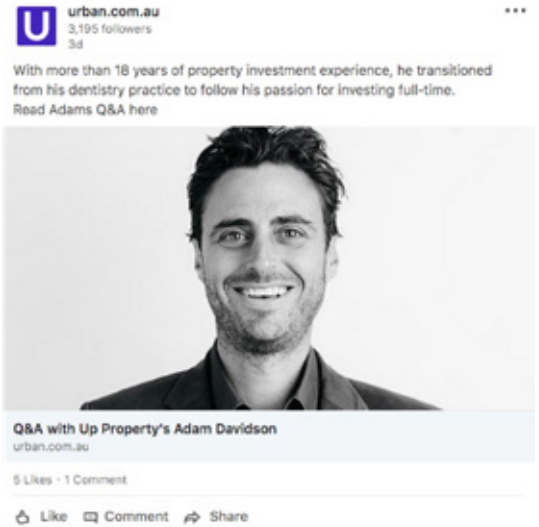 U
urban.com.au
3,195 followers
3d
With more than 18 years of property investment experience, he transitioned
from his dentistry practice to follow his passion for investing full-time.
Read Adams Q&A here
Q&A with Up Property's Adam Davidson
urban.com.au
5 Likes · 1 Comment
Like Comment Share